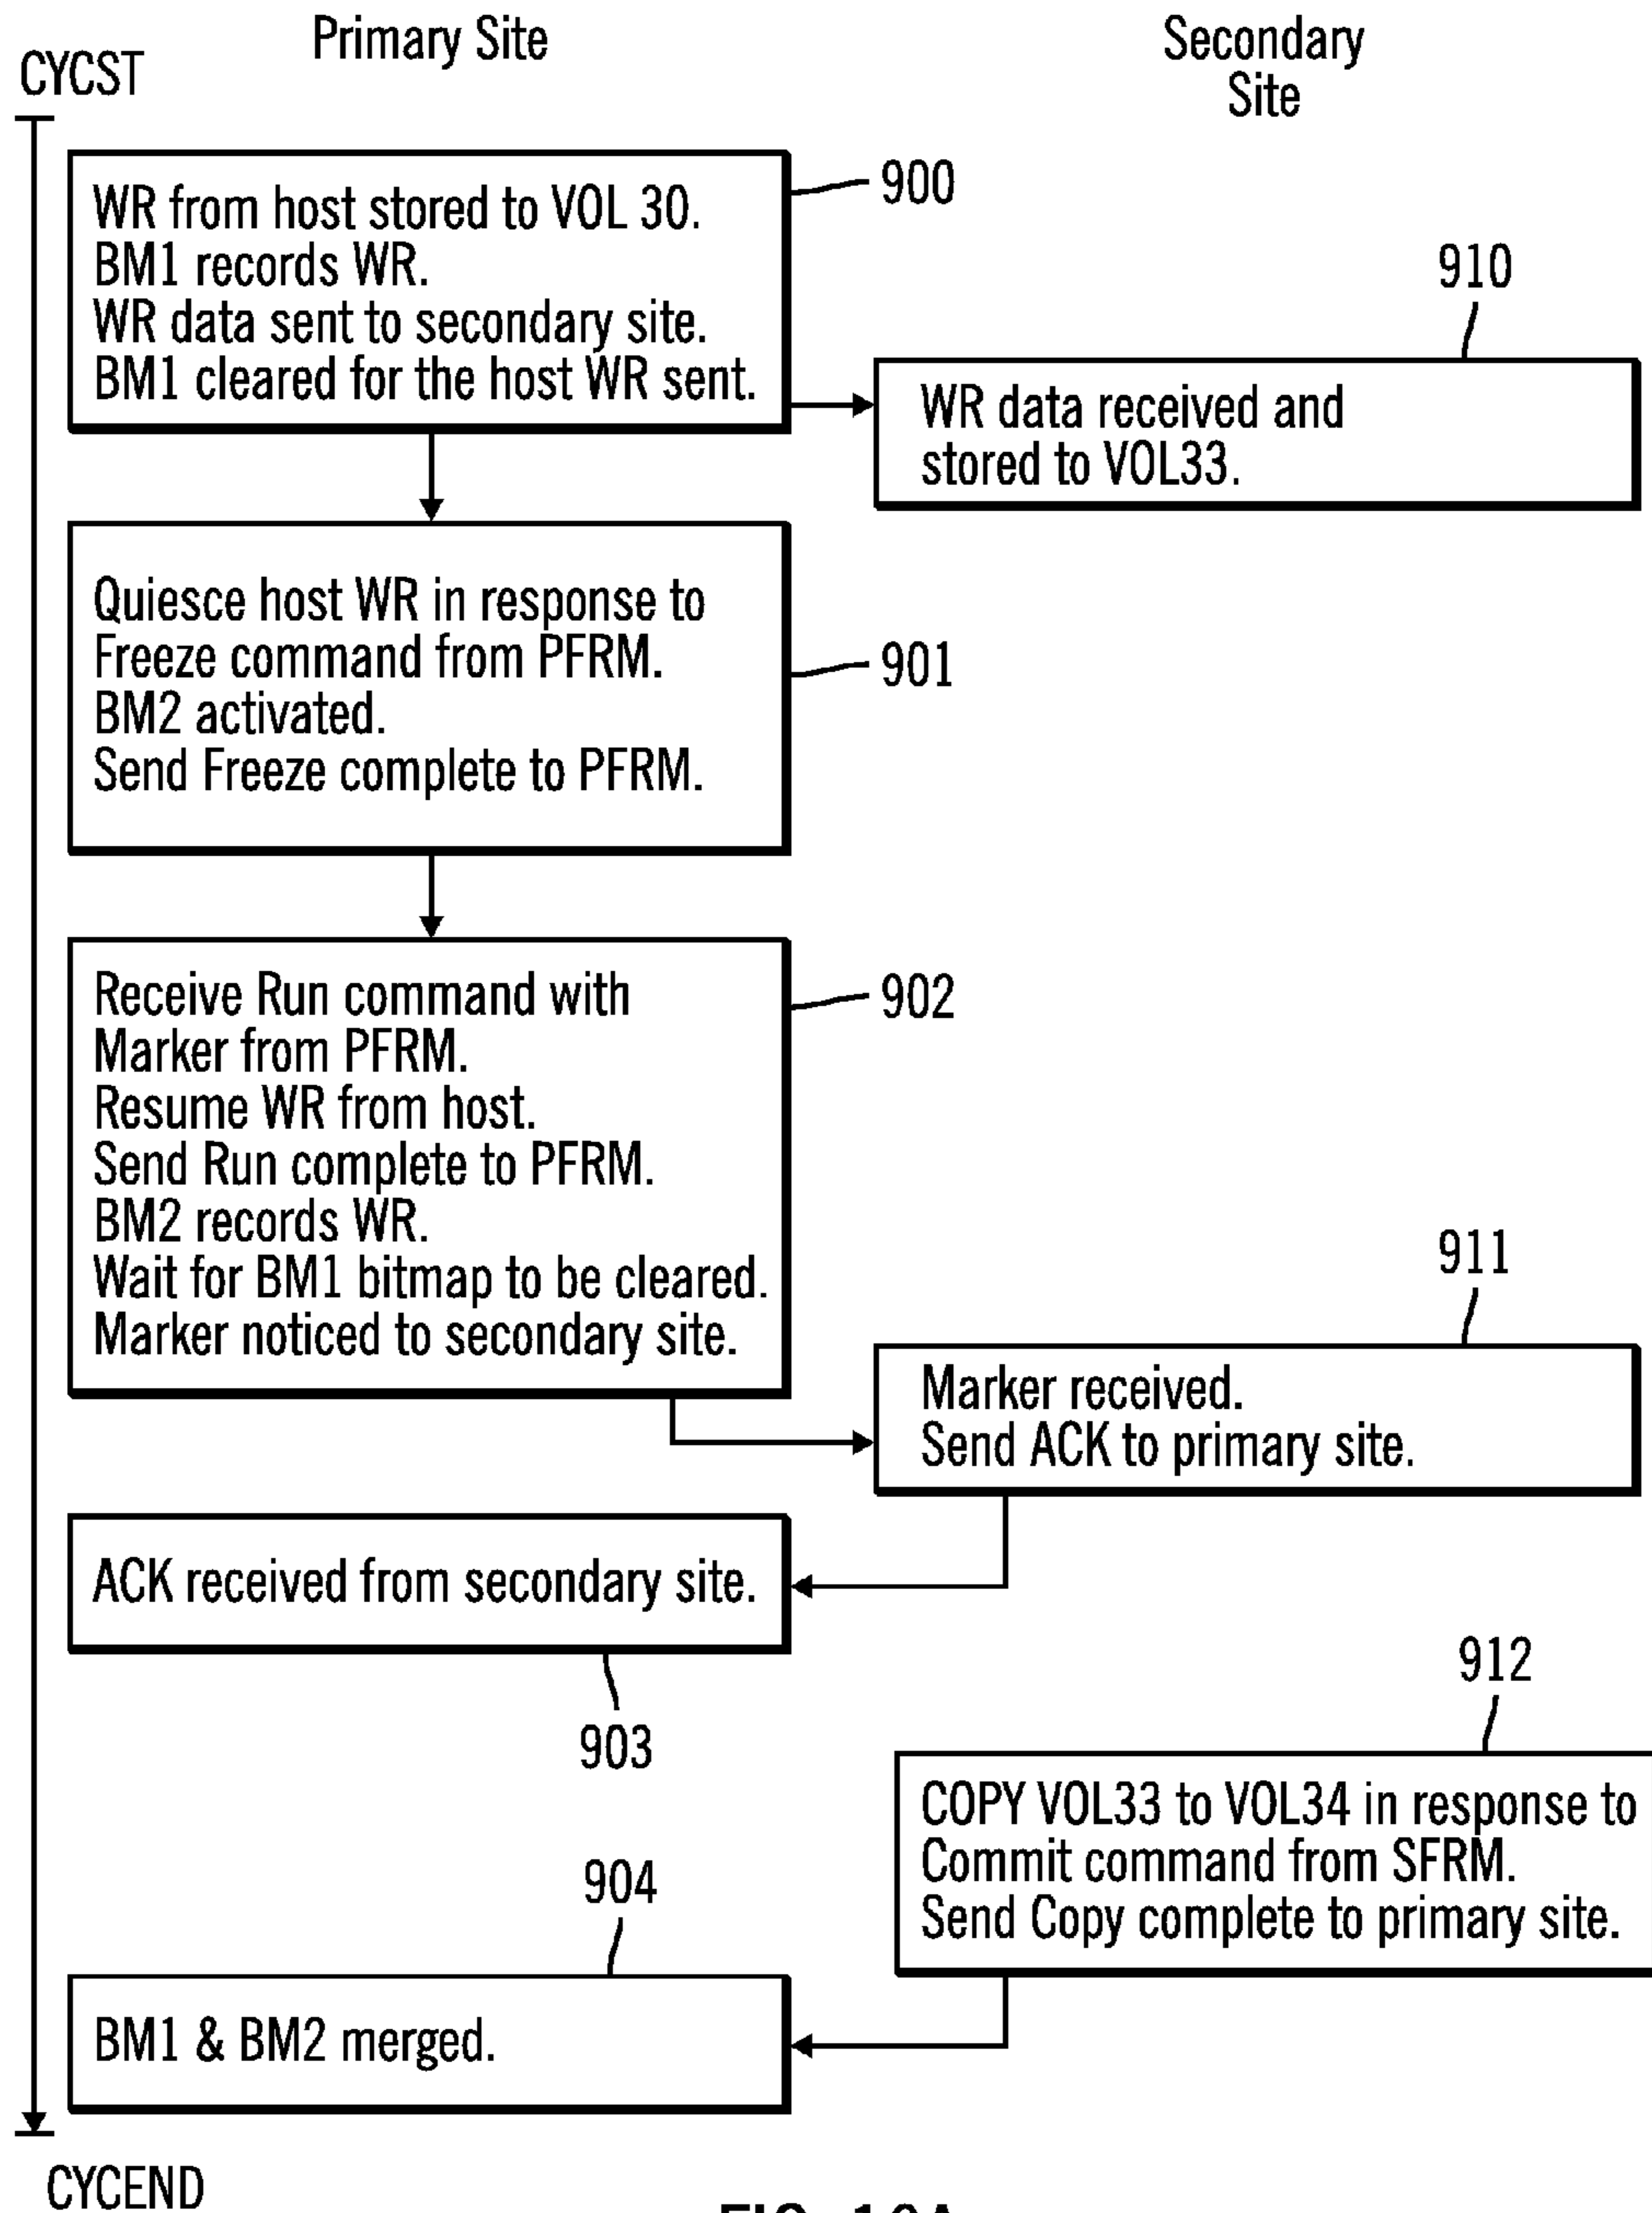 Primary Site
Secondary
Site
CYCST
WR from host stored to VOL 30.
BM1 records WR.
WR data sent to secondary site.
BM1 cleared for the host WR sent.
900
910
WR data received and
stored to VOL33.
Quiesce host WR in response to
Freeze command from PFRM.
BM2 activated.
Send Freeze complete to PFRM.
901
Receive Run command with
Marker from PFRM.
Resume WR from host.
Send Run complete to PFRM.
BM2 records WR.
Wait for BM1 bitmap to be cleared.
Marker noticed to secondary site.
902
911
Marker received.
Send ACK to primary site.
ACK received from secondary site.
903
912
COPY VOL33 to VOL34 in response to
Commit command from SFRM.
Send Copy complete to primary site.
904
BM1 & BM2 merged.
CYCEND